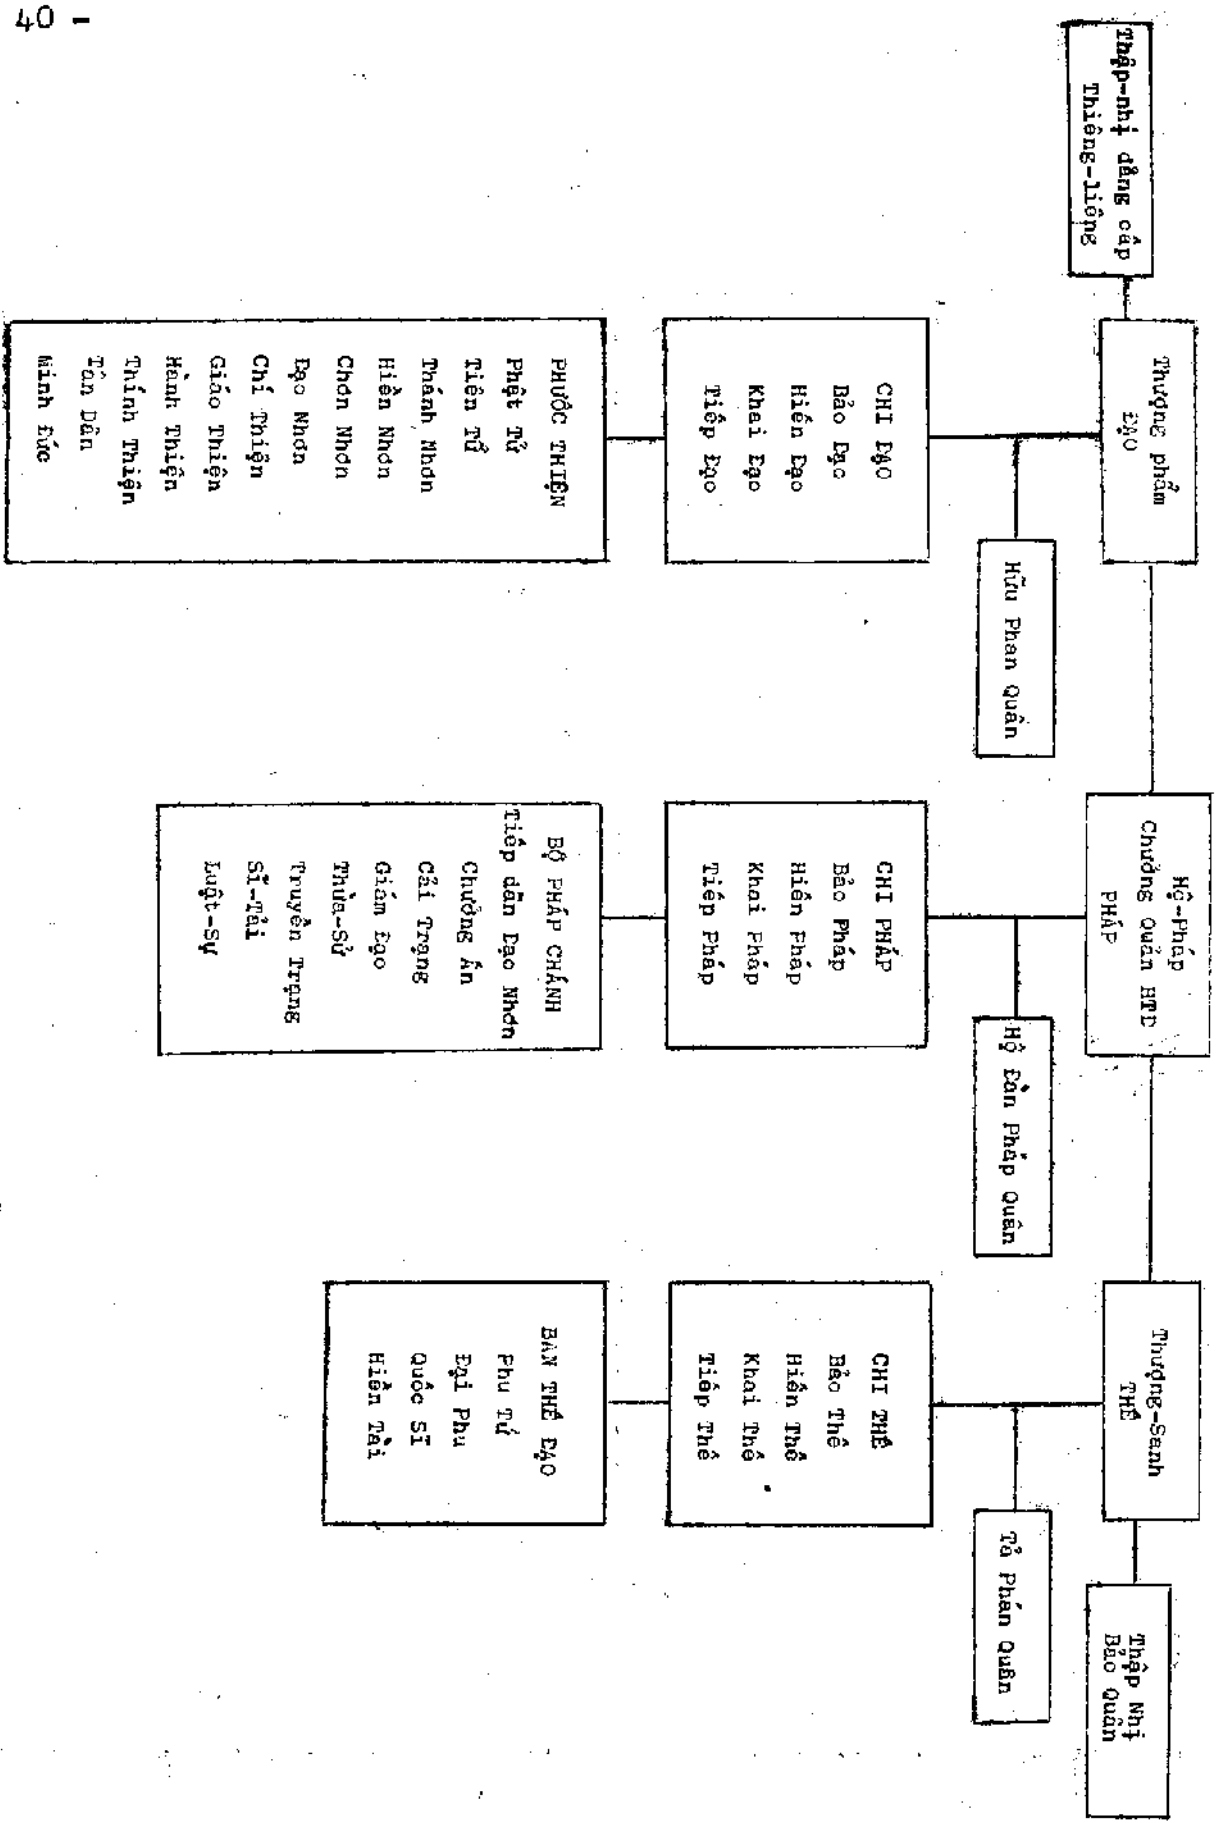 40 -
Thập-nhị đẳng cấp
Thiêng-liêng
Thượng phẩm
ĐẠO
Hộ-Pháp
Chưởng Quản HTD
PHÁP
Thượng-Sanh
THẾ
Thập Nhị
Bảo Quân
Hữu Phan Quân
Hộ Đàn Pháp Quân
Tả Phán Quân
CHI ĐẠO
Bảo Đạo
Hiến Đạo
Khai Đạo
Tiếp Đạo
CHI PHÁP
Bảo Pháp
Hiến Pháp
Khai Pháp
Tiếp Pháp
CHI THẾ
Bảo Thế
Hiến Thế
Khai Thế
Tiếp Thế
PHƯỚC THIỆN
Phật Tử
Tiên Tử
Thánh Nhơn
Hiền Nhơn
Chơn Nhơn
Đạo Nhơn
Chí Thiện
Giáo Thiện
Hành Thiện
Thính Thiện
Tân Dân
Minh Đức
BỘ PHÁP CHÁNH
Tiếp dẫn Đạo Nhơn
Chưởng Ấn
Cải Trạng
Giám Đạo
Thừa-Sử
Truyền Trạng
Sĩ-Tải
Luật-Sự
BAN THẾ ĐẠO
Phu Tử
Đại Phu
Quốc Sĩ
Hiền Tài